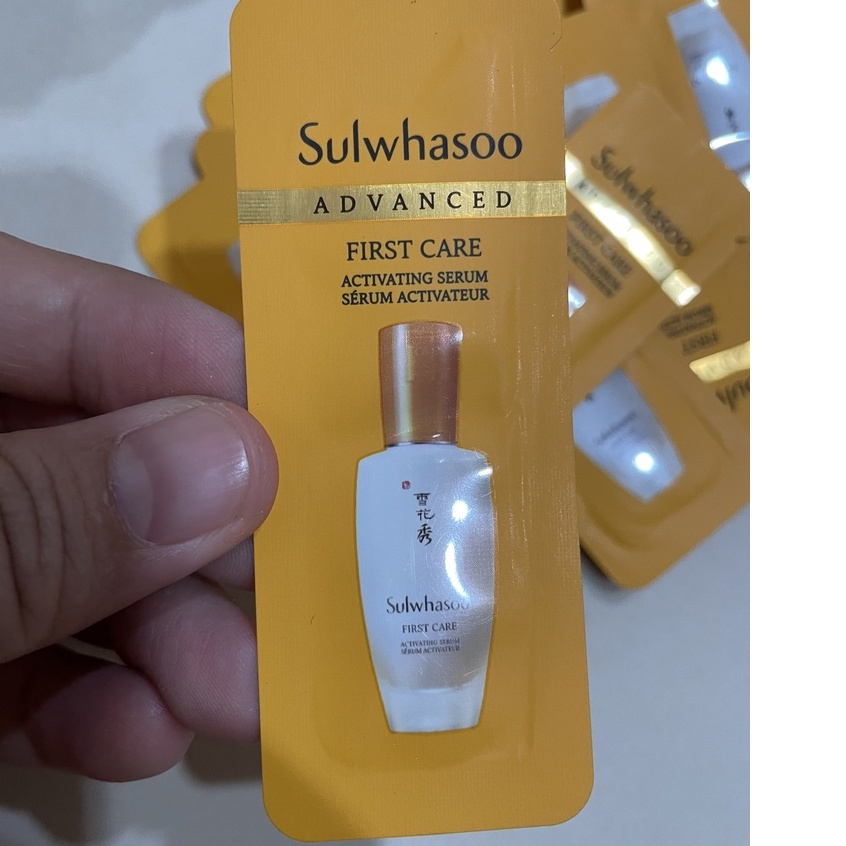 Sulwhasoo
ADVANCED
FIRST CARE
ACTIVATING SERUM
SÉRUM ACTIVATEUR
雪花秀
Sulwhasoo
FIRST CARE
ACTIVATING SERUM
SÉRUM ACTIVATEUR
Sulwhasoo
FIRST CARE